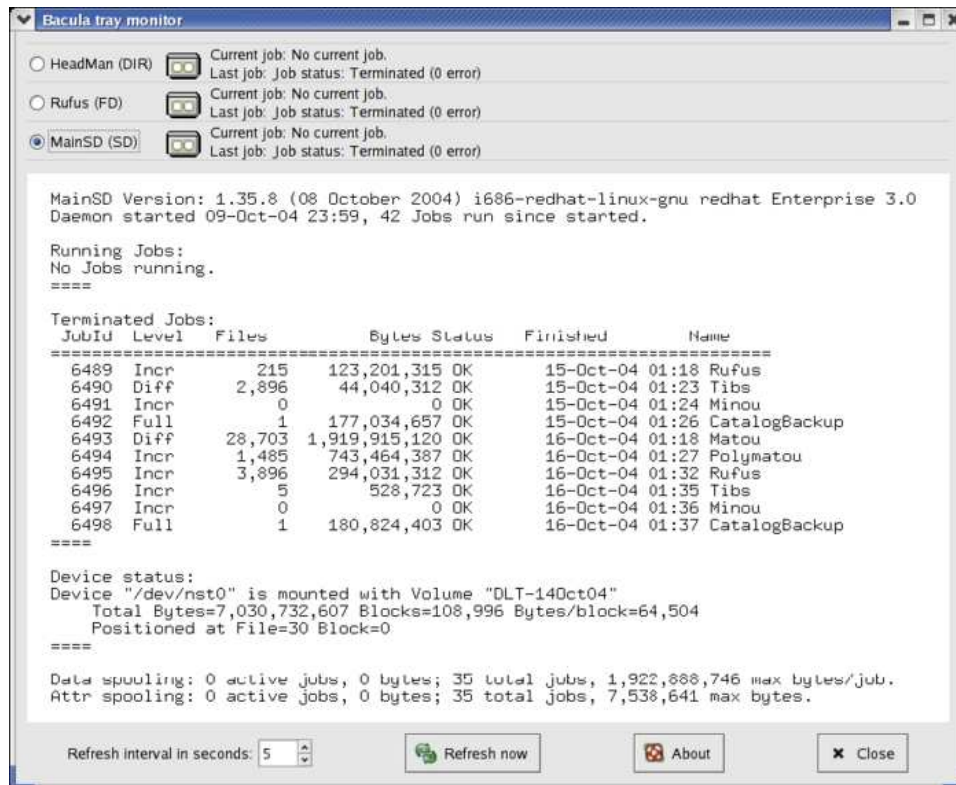 Bacula tray monitor
HeadMan (DIR)
Current job: No current job.
Last job: Job status: Terminated (0 error)
Rufus (FD)
Current job: No current job.
Last job: Job status: Terminated (0 error)
MainSD (SD)
Current job: No current job.
Last job: Job status: Terminated (0 error)
MainSD Version: 1.35.8 (08 October 2004) i686-redhat-linux-gnu redhat Enterprise 3.0
Daemon started 09-Oct-04 23:59, 42 Jobs run since started.
Running Jobs:
No Jobs running.
====
Terminated Jobs:
JobId Level Files Bytes Status Finished Name
======================================================================
6489 Incr 215 123,201,315 OK 15-Oct-04 01:18 Rufus
6490 Diff 2,896 44,040,312 OK 15-Oct-04 01:23 Tibs
6491 Incr 0 0 OK 15-Oct-04 01:24 Minou
6492 Full 1 177,034,657 OK 15-Oct-04 01:26 CatalogBackup
6493 Diff 28,703 1,919,915,120 OK 16-Oct-04 01:18 Matou
6494 Incr 1,485 743,464,387 OK 16-Oct-04 01:27 Polymatou
6495 Incr 3,896 294,031,312 OK 16-Oct-04 01:32 Rufus
6496 Incr 5 528,723 OK 16-Oct-04 01:35 Tibs
6497 Incr 0 0 OK 16-Oct-04 01:36 Minou
6498 Full 1 180,824,403 OK 16-Oct-04 01:37 CatalogBackup
====
Device status:
Device "/dev/nst0" is mounted with Volume "DLT-14Oct04"
Total Bytes=7,030,732,607 Blocks=108,996 Bytes/block=64,504
Positioned at File=30 Block=0
====
Data spooling: 0 active jobs, 0 bytes; 35 total jobs, 1,922,888,746 max bytes/job.
Attr spooling: 0 active jobs, 0 bytes; 35 total jobs, 7,538,641 max bytes.
Refresh interval in seconds: 5
Refresh now
About
Close